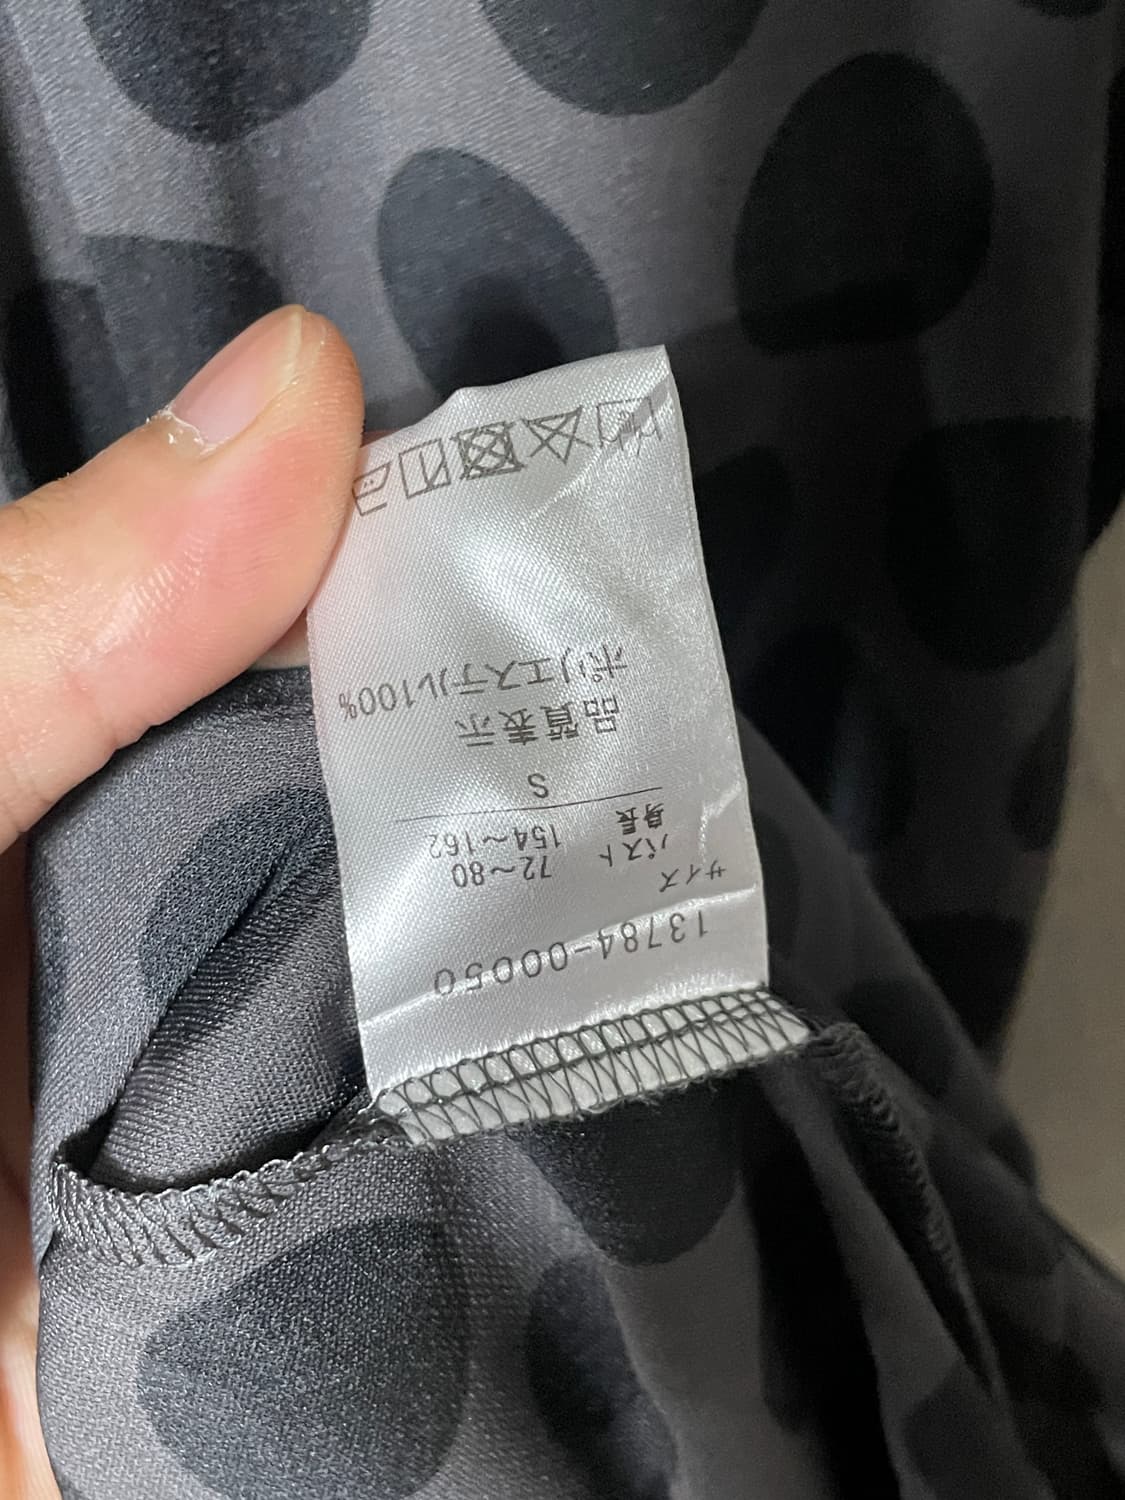 13784-00050
サイズ
バスト 72～80
身長 154～162
S
品質表示
ポリエステル100%